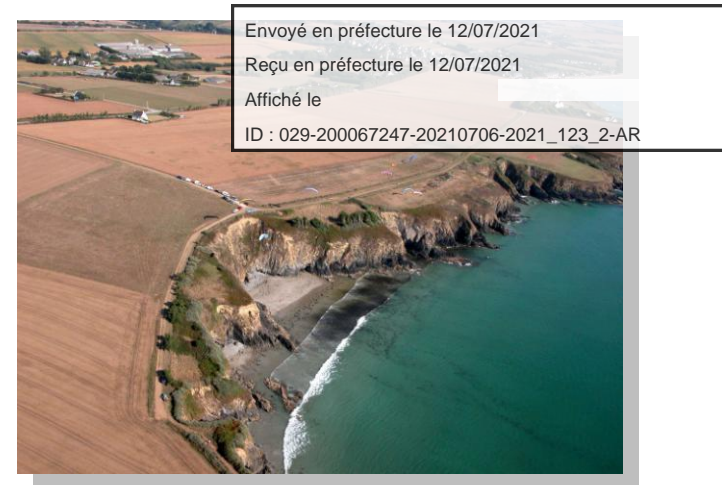 Envoyé en préfecture le 12/07/2021
Reçu en préfecture le 12/07/2021
Affiché le
ID : 029-200067247-20210706-2021_123_2-AR